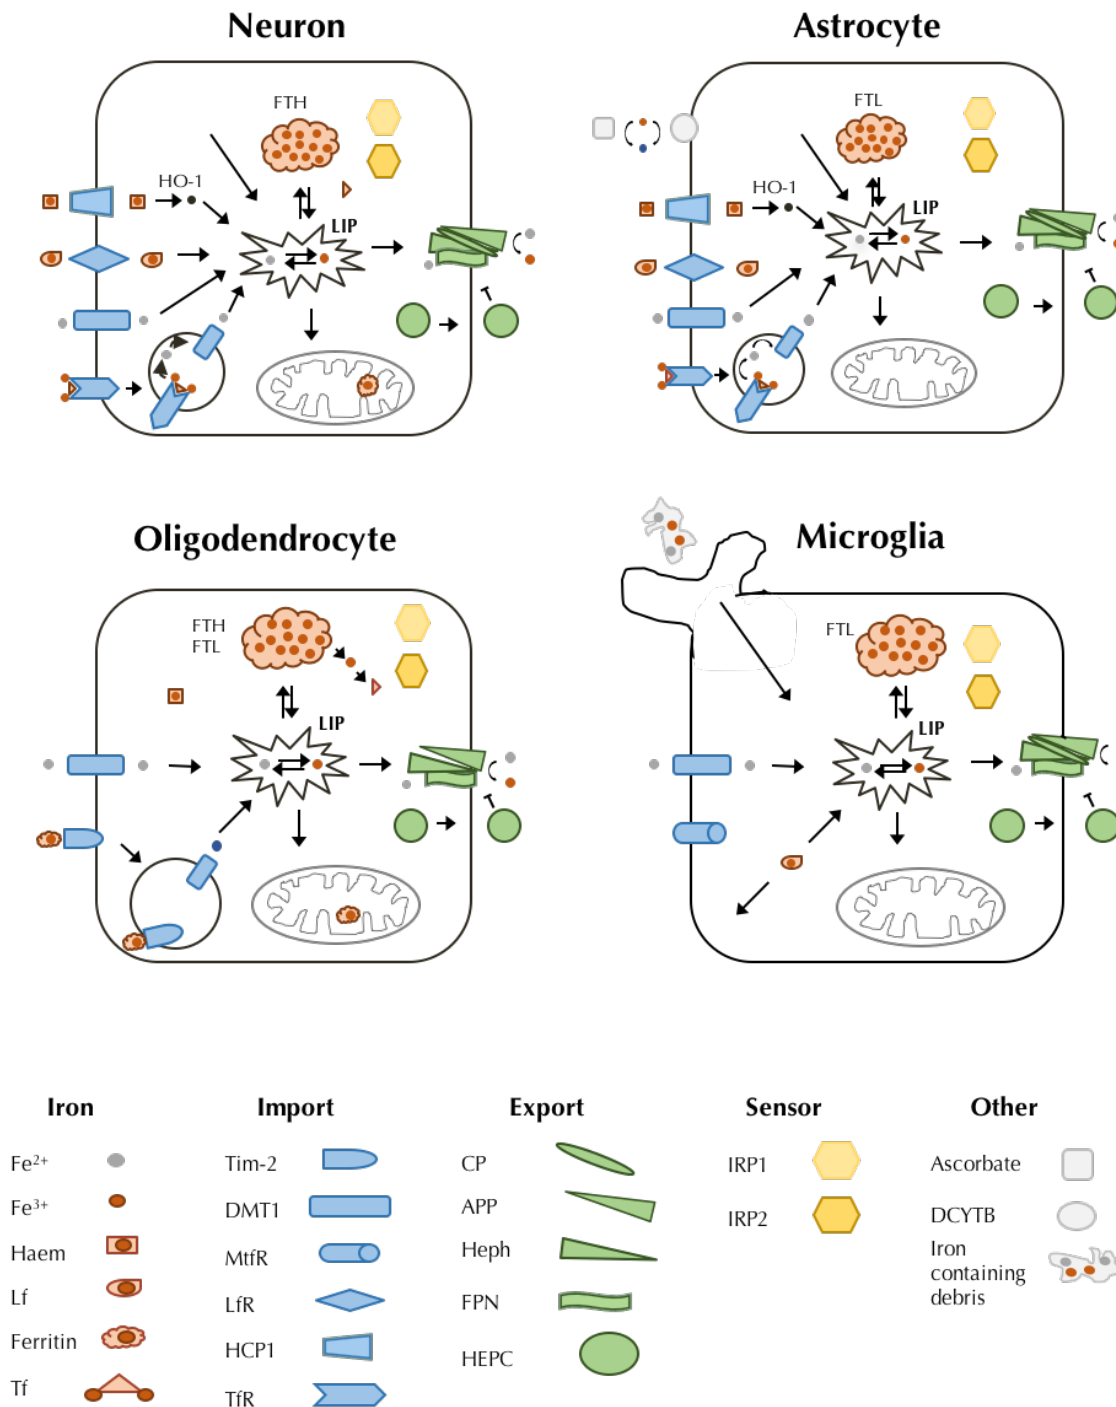 Neuron
Astrocyte
FTH
FTL
HO-1
HO-1
LIP
LIP
Oligodendrocyte
Microglia
FTH
FTL
FTL
LIP
LIP
Iron
Import
Export
Sensor
Other
Fe2+
Tim-2
CP
IRP1
Ascorbate
Fe3+
DMT1
APP
IRP2
DCYTB
Haem
MtfR
Heph
Iron
containing
debris
Lf
LfR
FPN
Ferritin
HCP1
HEPC
Tf
TfR